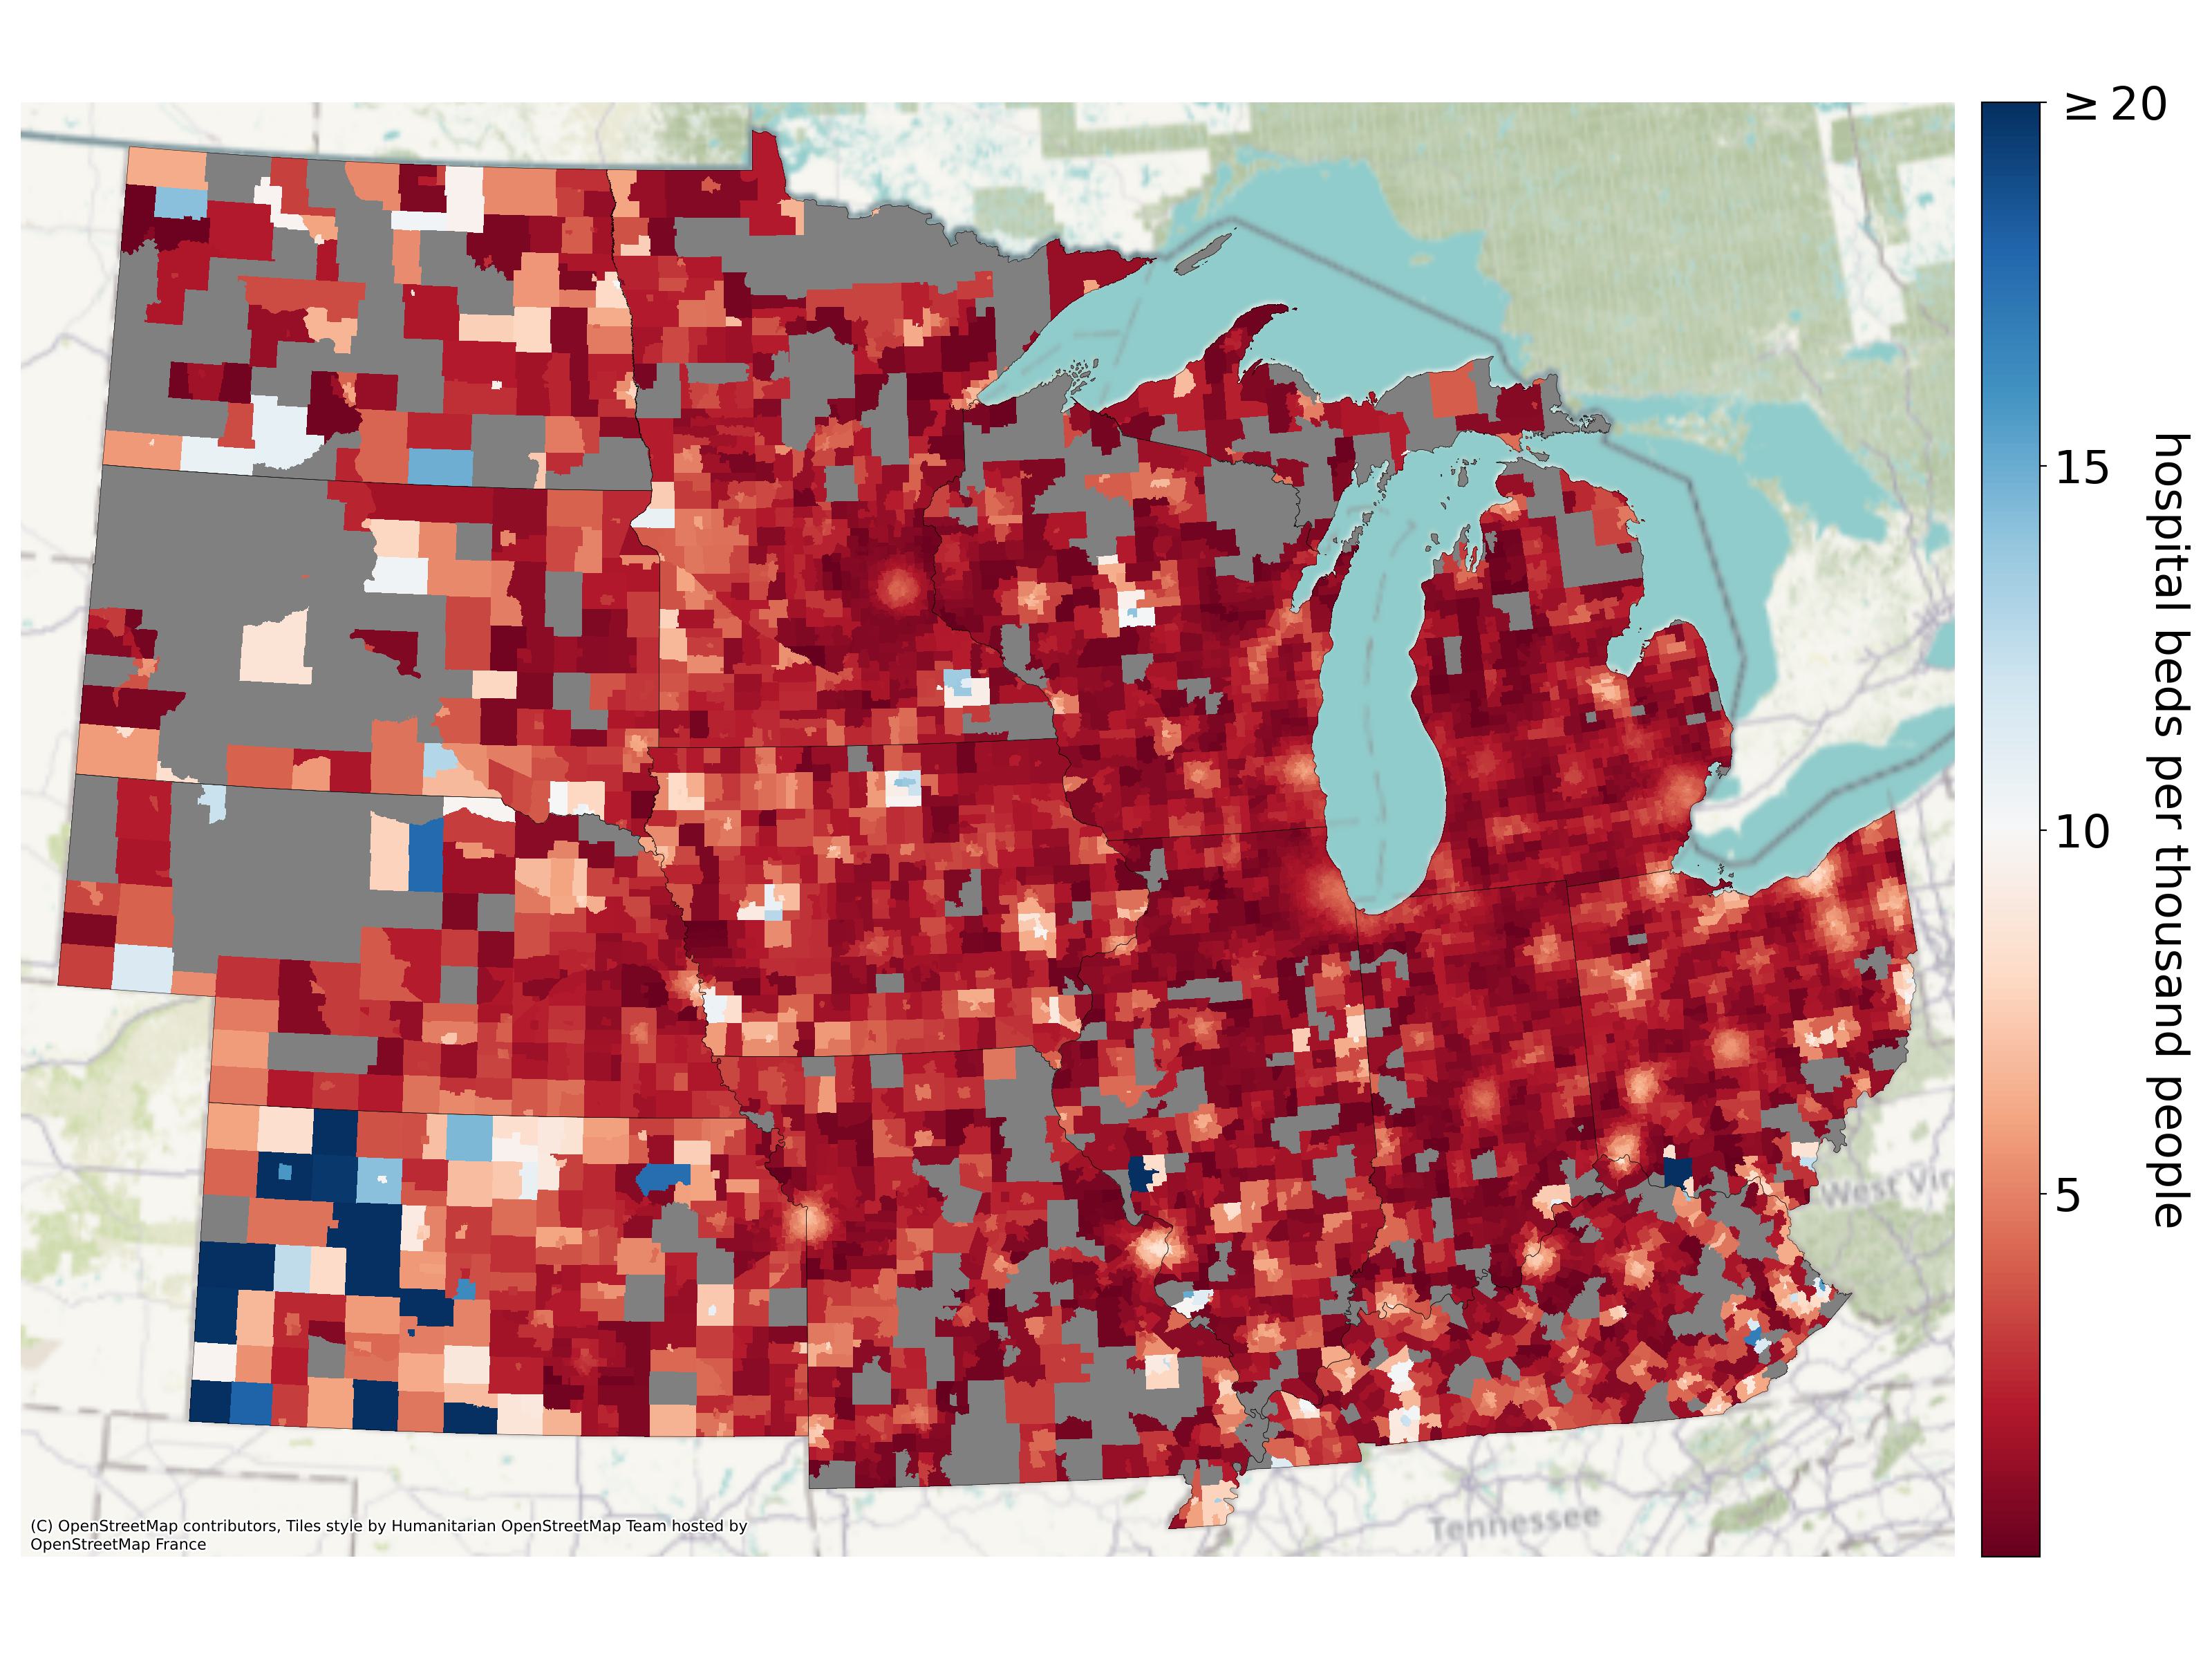 ≥ 20
15
10
5
hospital beds per thousand people
West Vir
Tennessee
(C) OpenStreetMap contributors, Tiles style by Humanitarian OpenStreetMap Team hosted by
OpenStreetMap France